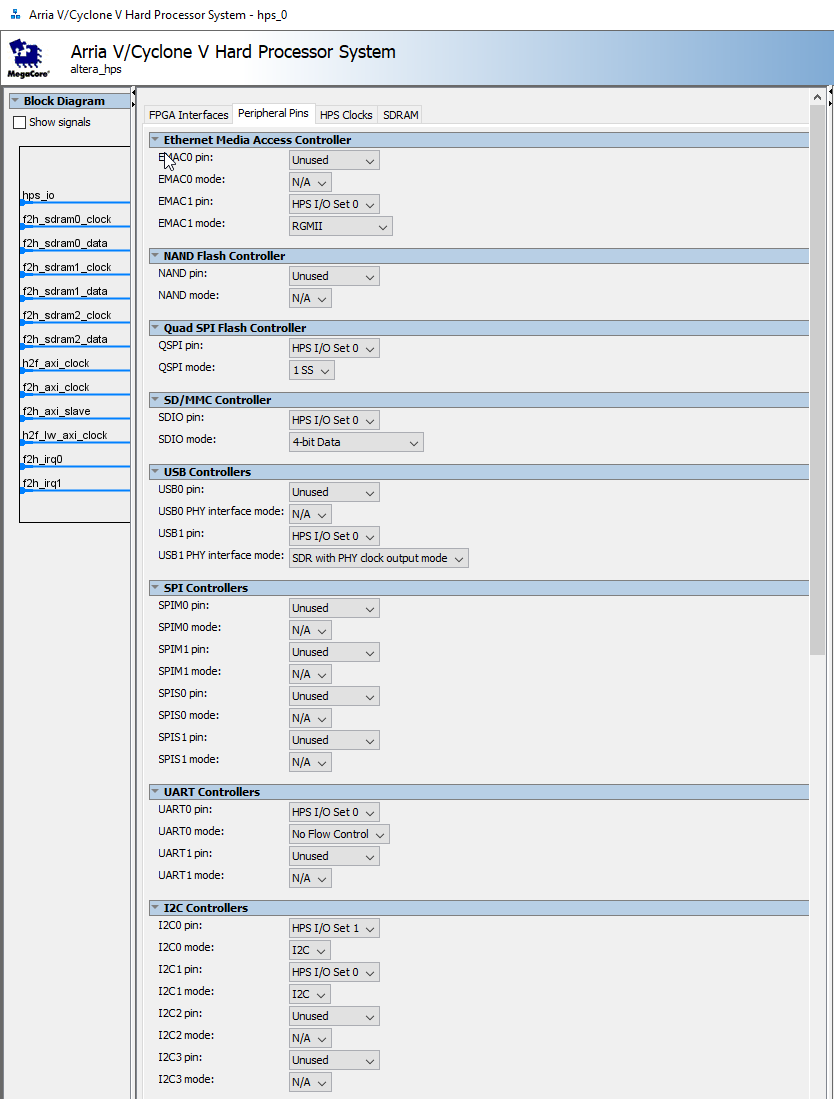 Arria V/Cyclone V Hard Processor System - hps_0
Arria V/Cyclone V Hard Processor System
altera_hps
MegaCore®
Block Diagram
Show signals
hps_io
f2h_sdram0_clock
f2h_sdram0_data
f2h_sdram1_clock
f2h_sdram1_data
f2h_sdram2_clock
f2h_sdram2_data
h2f_axi_clock
f2h_axi_clock
f2h_axi_slave
h2f_lw_axi_clock
f2h_irq0
f2h_irq1
FPGA Interfaces Peripheral Pins HPS Clocks SDRAM
Ethernet Media Access Controller
EMAC0 pin: Unused
EMAC0 mode: N/A
EMAC1 pin: HPS I/O Set 0
EMAC1 mode: RGMII
NAND Flash Controller
NAND pin: Unused
NAND mode: N/A
Quad SPI Flash Controller
QSPI pin: HPS I/O Set 0
QSPI mode: 1 SS
SD/MMC Controller
SDIO pin: HPS I/O Set 0
SDIO mode: 4-bit Data
USB Controllers
USB0 pin: Unused
USB0 PHY interface mode: N/A
USB1 pin: HPS I/O Set 0
USB1 PHY interface mode: SDR with PHY clock output mode
SPI Controllers
SPIM0 pin: Unused
SPIM0 mode: N/A
SPIM1 pin: Unused
SPIM1 mode: N/A
SPIS0 pin: Unused
SPIS0 mode: N/A
SPIS1 pin: Unused
SPIS1 mode: N/A
UART Controllers
UART0 pin: HPS I/O Set 0
UART0 mode: No Flow Control
UART1 pin: Unused
UART1 mode: N/A
I2C Controllers
I2C0 pin: HPS I/O Set 1
I2C0 mode: I2C
I2C1 pin: HPS I/O Set 0
I2C1 mode: I2C
I2C2 pin: Unused
I2C2 mode: N/A
I2C3 pin: Unused
I2C3 mode: N/A